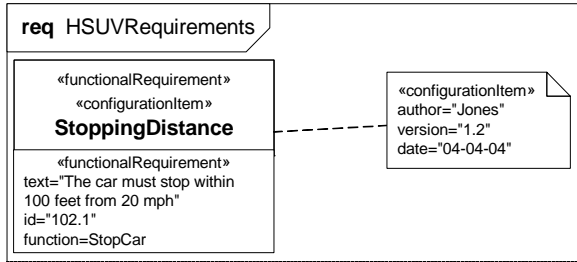 req HSUVRequirements
«functionalRequirement»
«configurationItem»
StoppingDistance
«functionalRequirement»
text="The car must stop within
100 feet from 20 mph"
id="102.1"
function=StopCar
«configurationItem»
author="Jones"
version="1.2"
date="04-04-04"